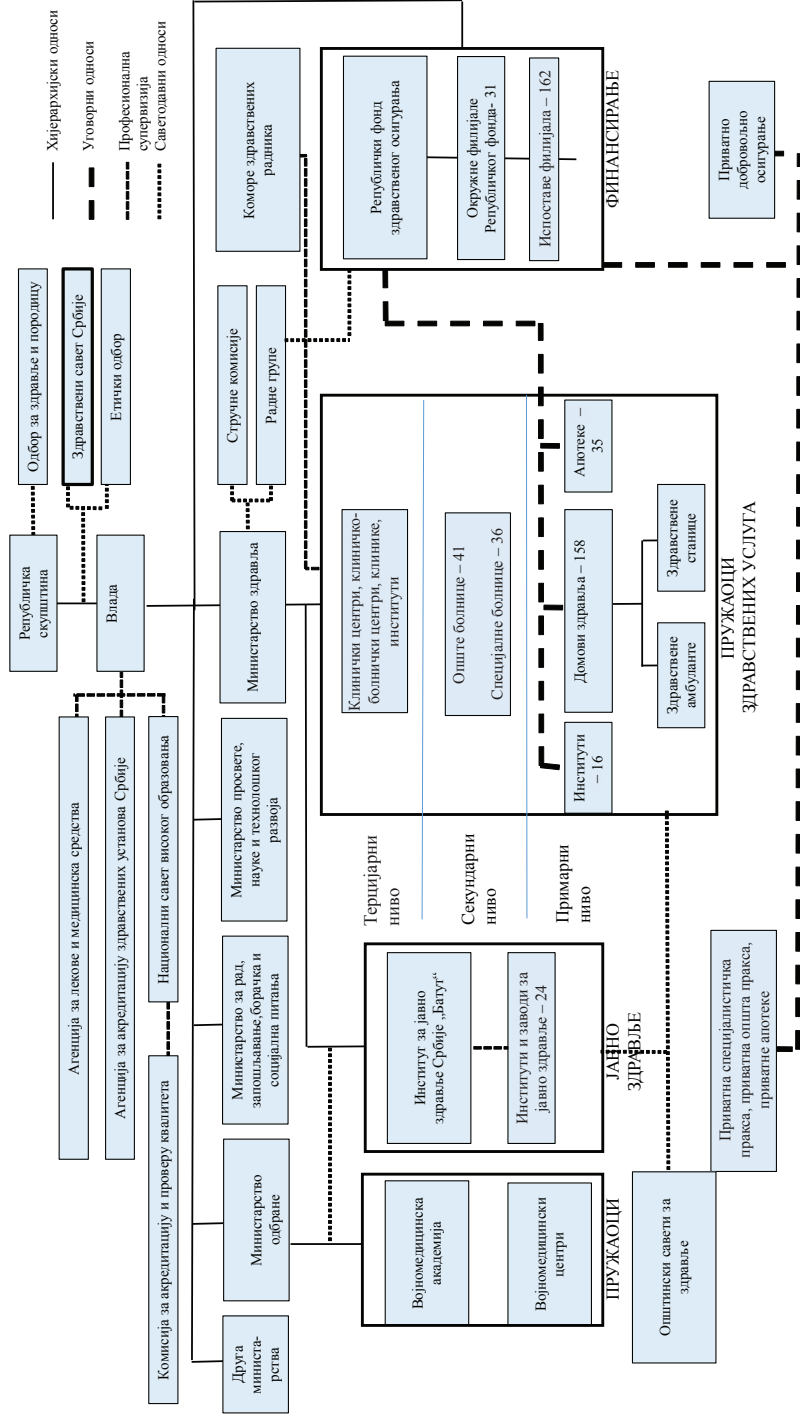 Хијерархијски односи
Уговорни односи
Професионална
супервизија
Саветодавни односи
Републичка
скупштина
Одбор за здравље и породицу
Здравствени савет Србије
Етички одбор
Влада
Агенција за лекове и медицинска средства
Агенција за акредитацију здравствених установа Србије
Комисија за акредитацију и проверу квалитета
Национални савет високог образовања
Друга
министа-
рства
Министарство
одбране
Министарство за рад,
запошљавање,борачка и
социјална питања
Министарство просвете,
науке и технолошког
развоја
Министарство здравља
Стручне комисије
Радне групе
Коморе здравствених
радника
Војномедицинска
академија
Војномедицински
центри
ПРУЖАОЦИ
Институт за јавно
здравље Србије „Батут“
Институти и заводи за
јавно здравље – 24
ЈАВНО
ЗДРАВЉЕ
Терцијарни
ниво
Секундарни
ниво
Примарни
ниво
Клинички центри, клиничко-
болнички центри, клинике,
институти
Опште болнице – 41
Специјалне болнице – 36
Институти
– 16
Домови здравља – 158
Апотеке –
35
Здравствене
амбуланте
Здравствене
станице
ПРУЖАОЦИ
ЗДРАВСТВЕНИХ УСЛУГА
Републички фонд
здравственог осигурања
Окружне филијале
Републичког фонда- 31
Испоставе филијала – 162
ФИНАНСИРАЊЕ
Општински савети за
здравље
Приватна специјалистичка
пракса, приватна општа пракса,
приватне апотеке
Приватно
добровољно
осигурање